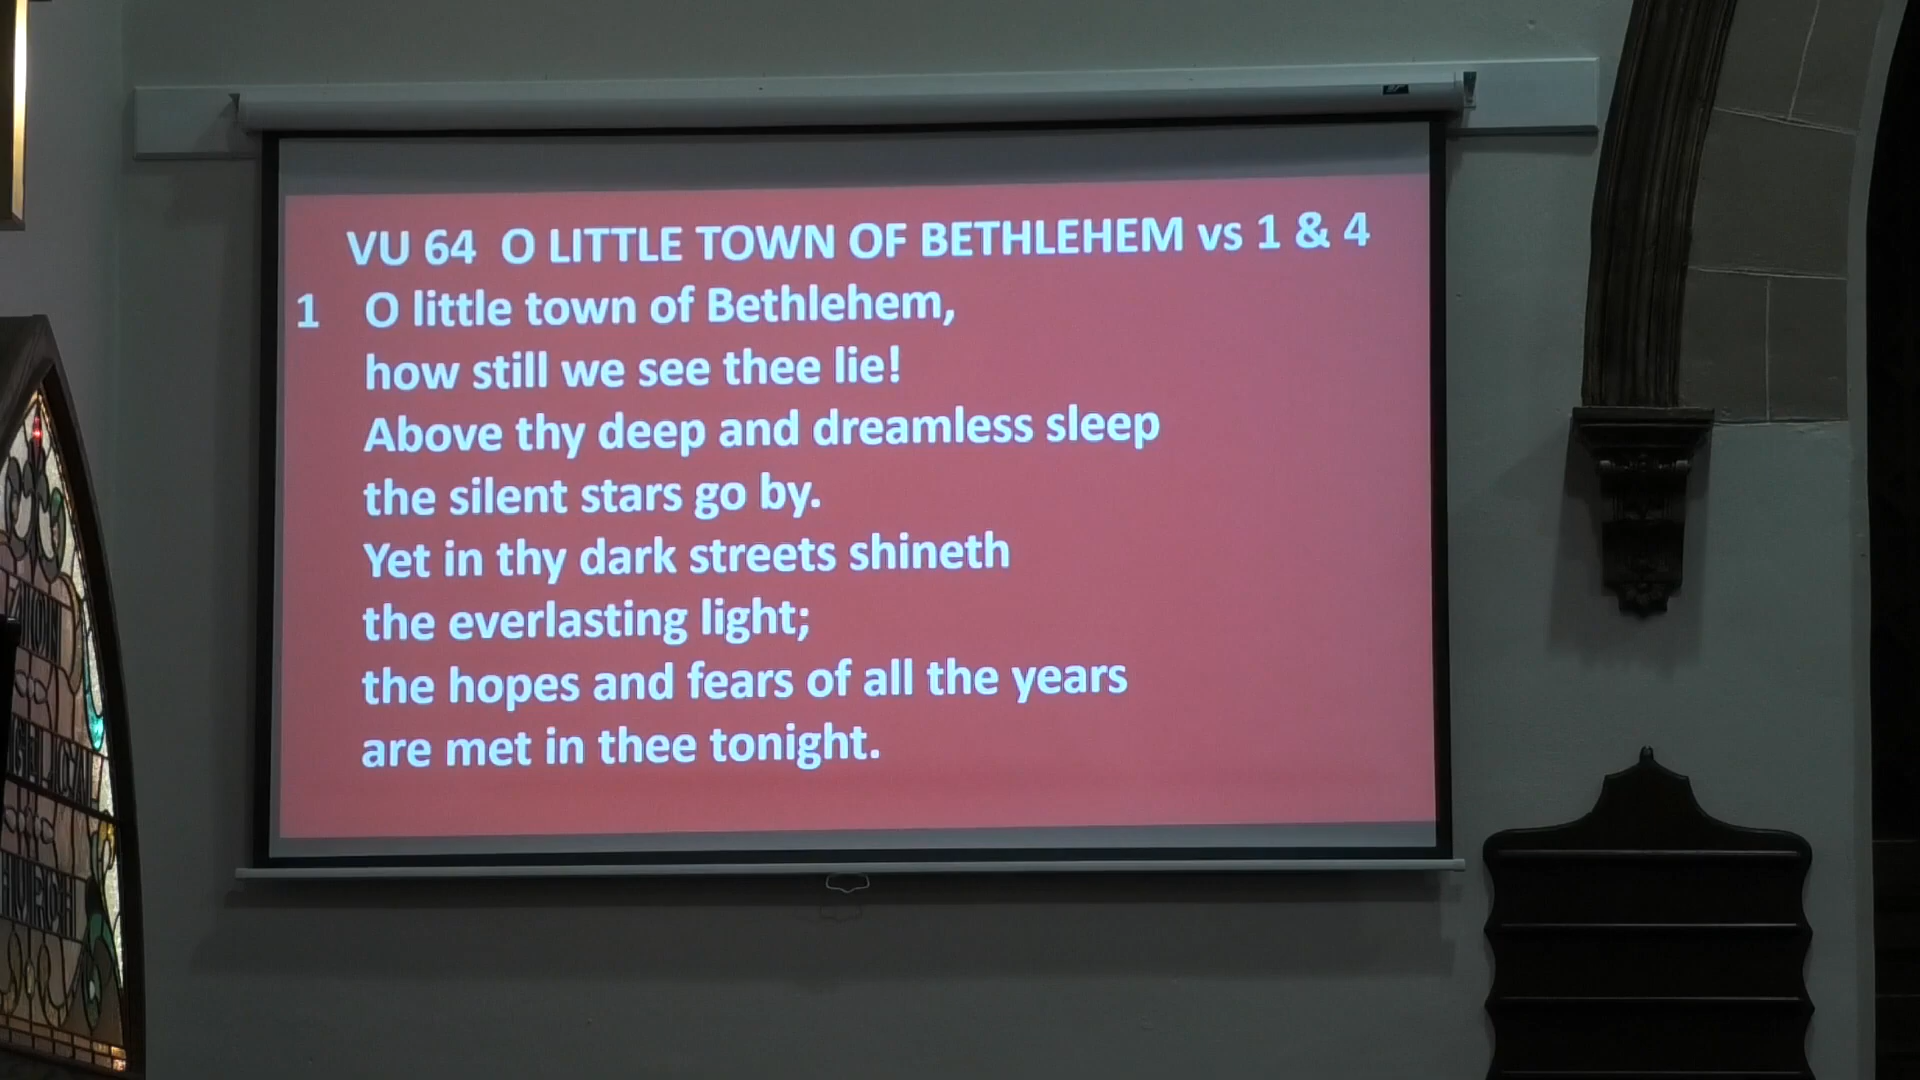 VU 64 O LITTLE TOWN OF BETHLEHEM vs 1 & 4
1 O little town of Bethlehem,
how still we see thee lie!
Above thy deep and dreamless sleep
the silent stars go by.
Yet in thy dark streets shineth
the everlasting light;
the hopes and fears of all the years
are met in thee tonight.